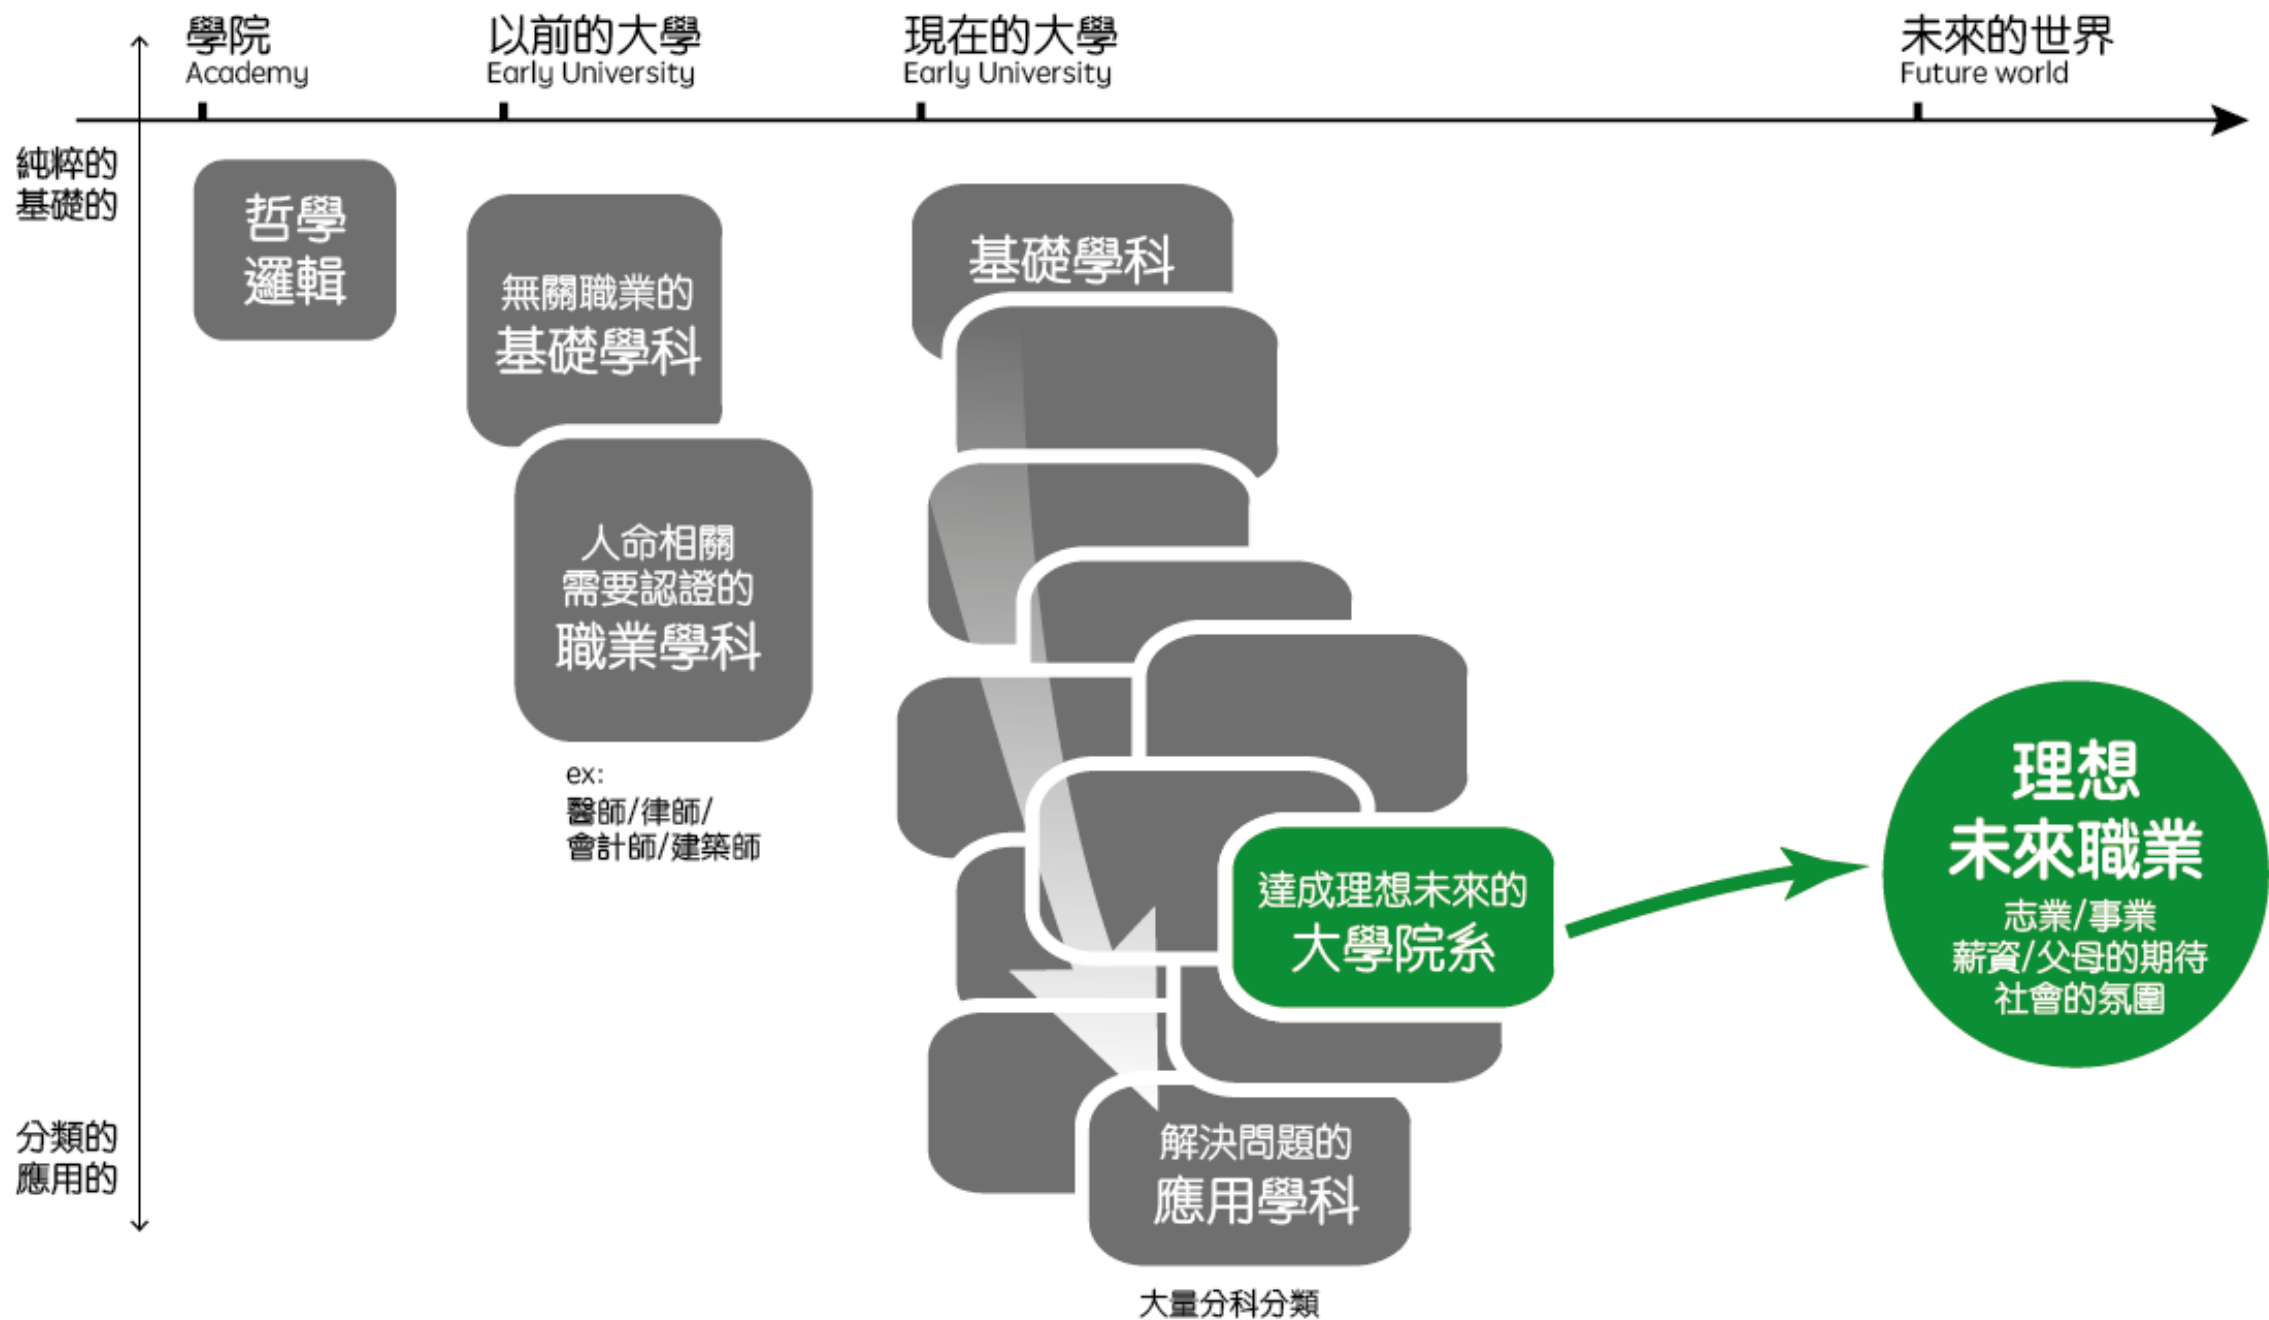 學院
Academy
以前的大學
Early University
現在的大學
Early University
未來的世界
Future world
純粹的
基礎的
哲學
邏輯
無關職業的
基礎學科
人命相關
需要認證的
職業學科
ex:
醫師/律師/
會計師/建築師
基礎學科
達成理想未來的
大學院系
解決問題的
應用學科
大量分科分類
理想
未來職業
志業/事業
薪資/父母的期待
社會的氛圍
分類的
應用的